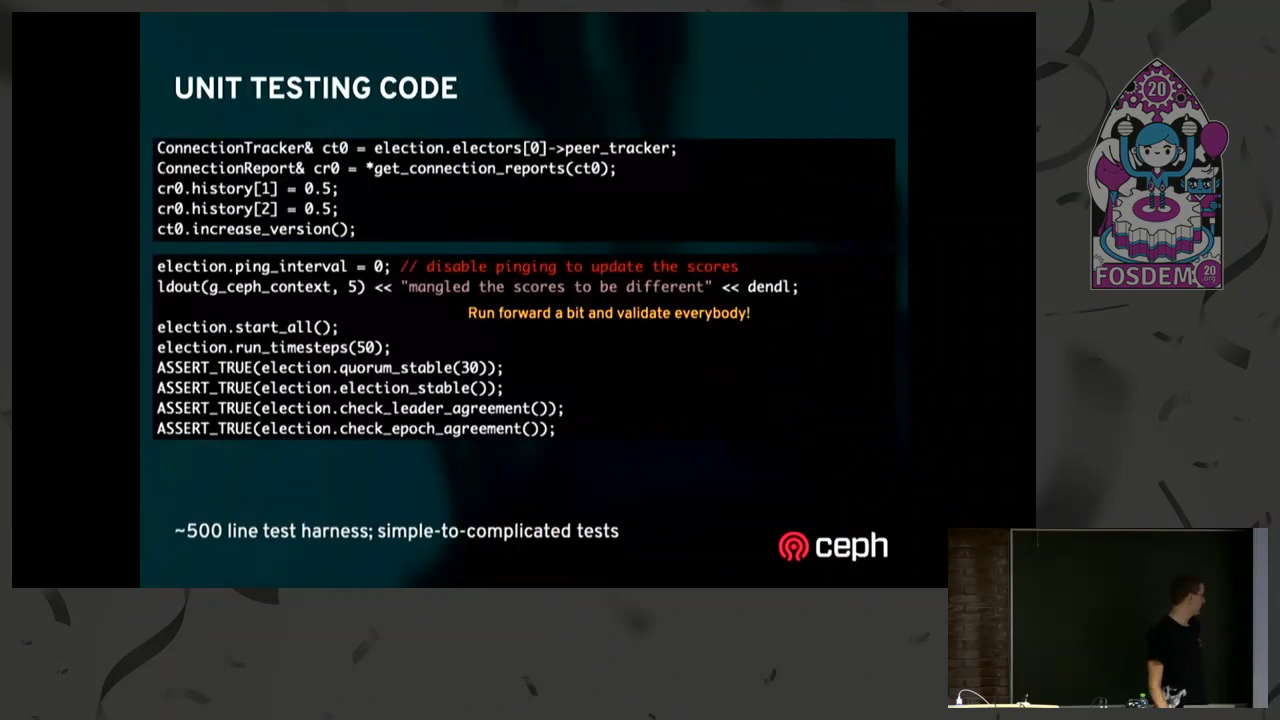 UNIT TESTING CODE
ConnectionTracker& ct0 = election.electors[0]->peer_tracker;
ConnectionReport& cr0 = *get_connection_reports(ct0);
cr0.history[1] = 0.5;
cr0.history[2] = 0.5;
ct0.increase_version();
election.ping_interval = 0; // disable pinging to update the scores
ldout(g_ceph_context, 5) << "mangled the scores to be different" << dendl;
Run forward a bit and validate everybody!
election.start_all();
election.run_timesteps(50);
ASSERT_TRUE(election.quorum_stable(30));
ASSERT_TRUE(election.election_stable());
ASSERT_TRUE(election.check_leader_agreement());
ASSERT_TRUE(election.check_epoch_agreement());
~500 line test harness; simple-to-complicated tests
ceph
20
FOSDEM
20
.org